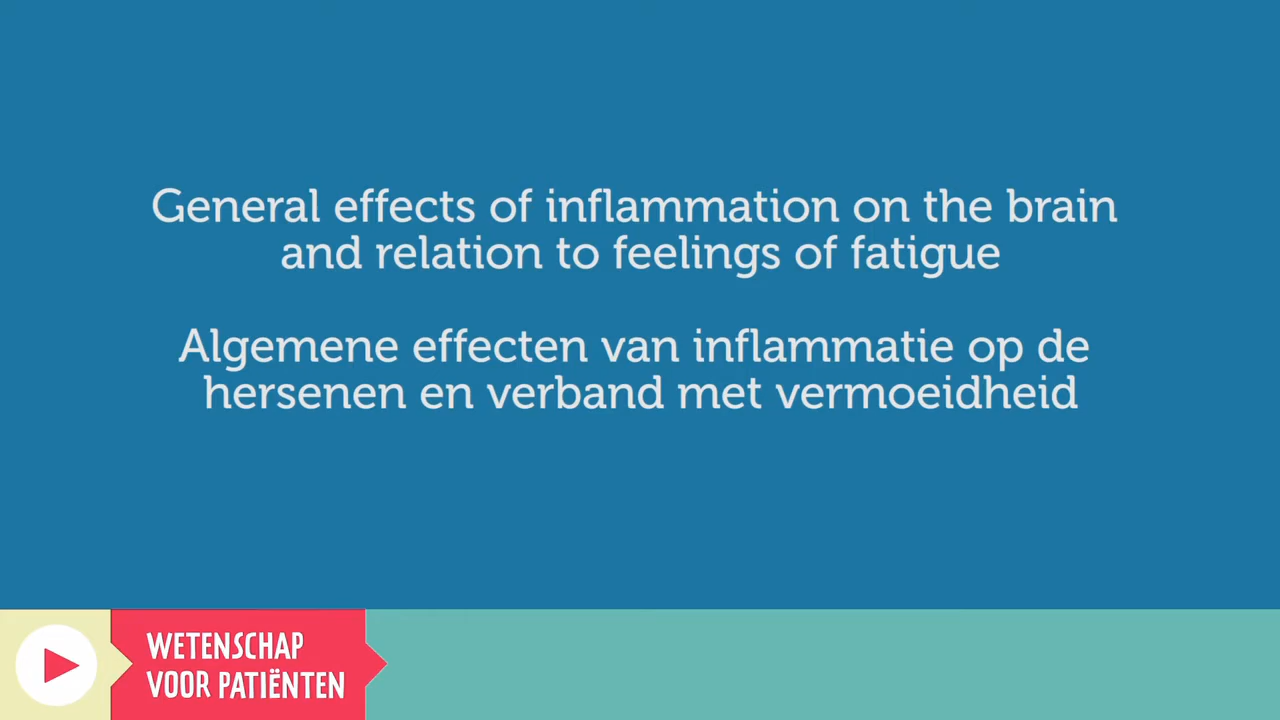 General effects of inflammation on the brain
and relation to feelings of fatigue
Algemene effecten van inflammatie op de
hersenen en verband met vermoeidheid
WETENSCHAP
VOOR PATIËNTEN